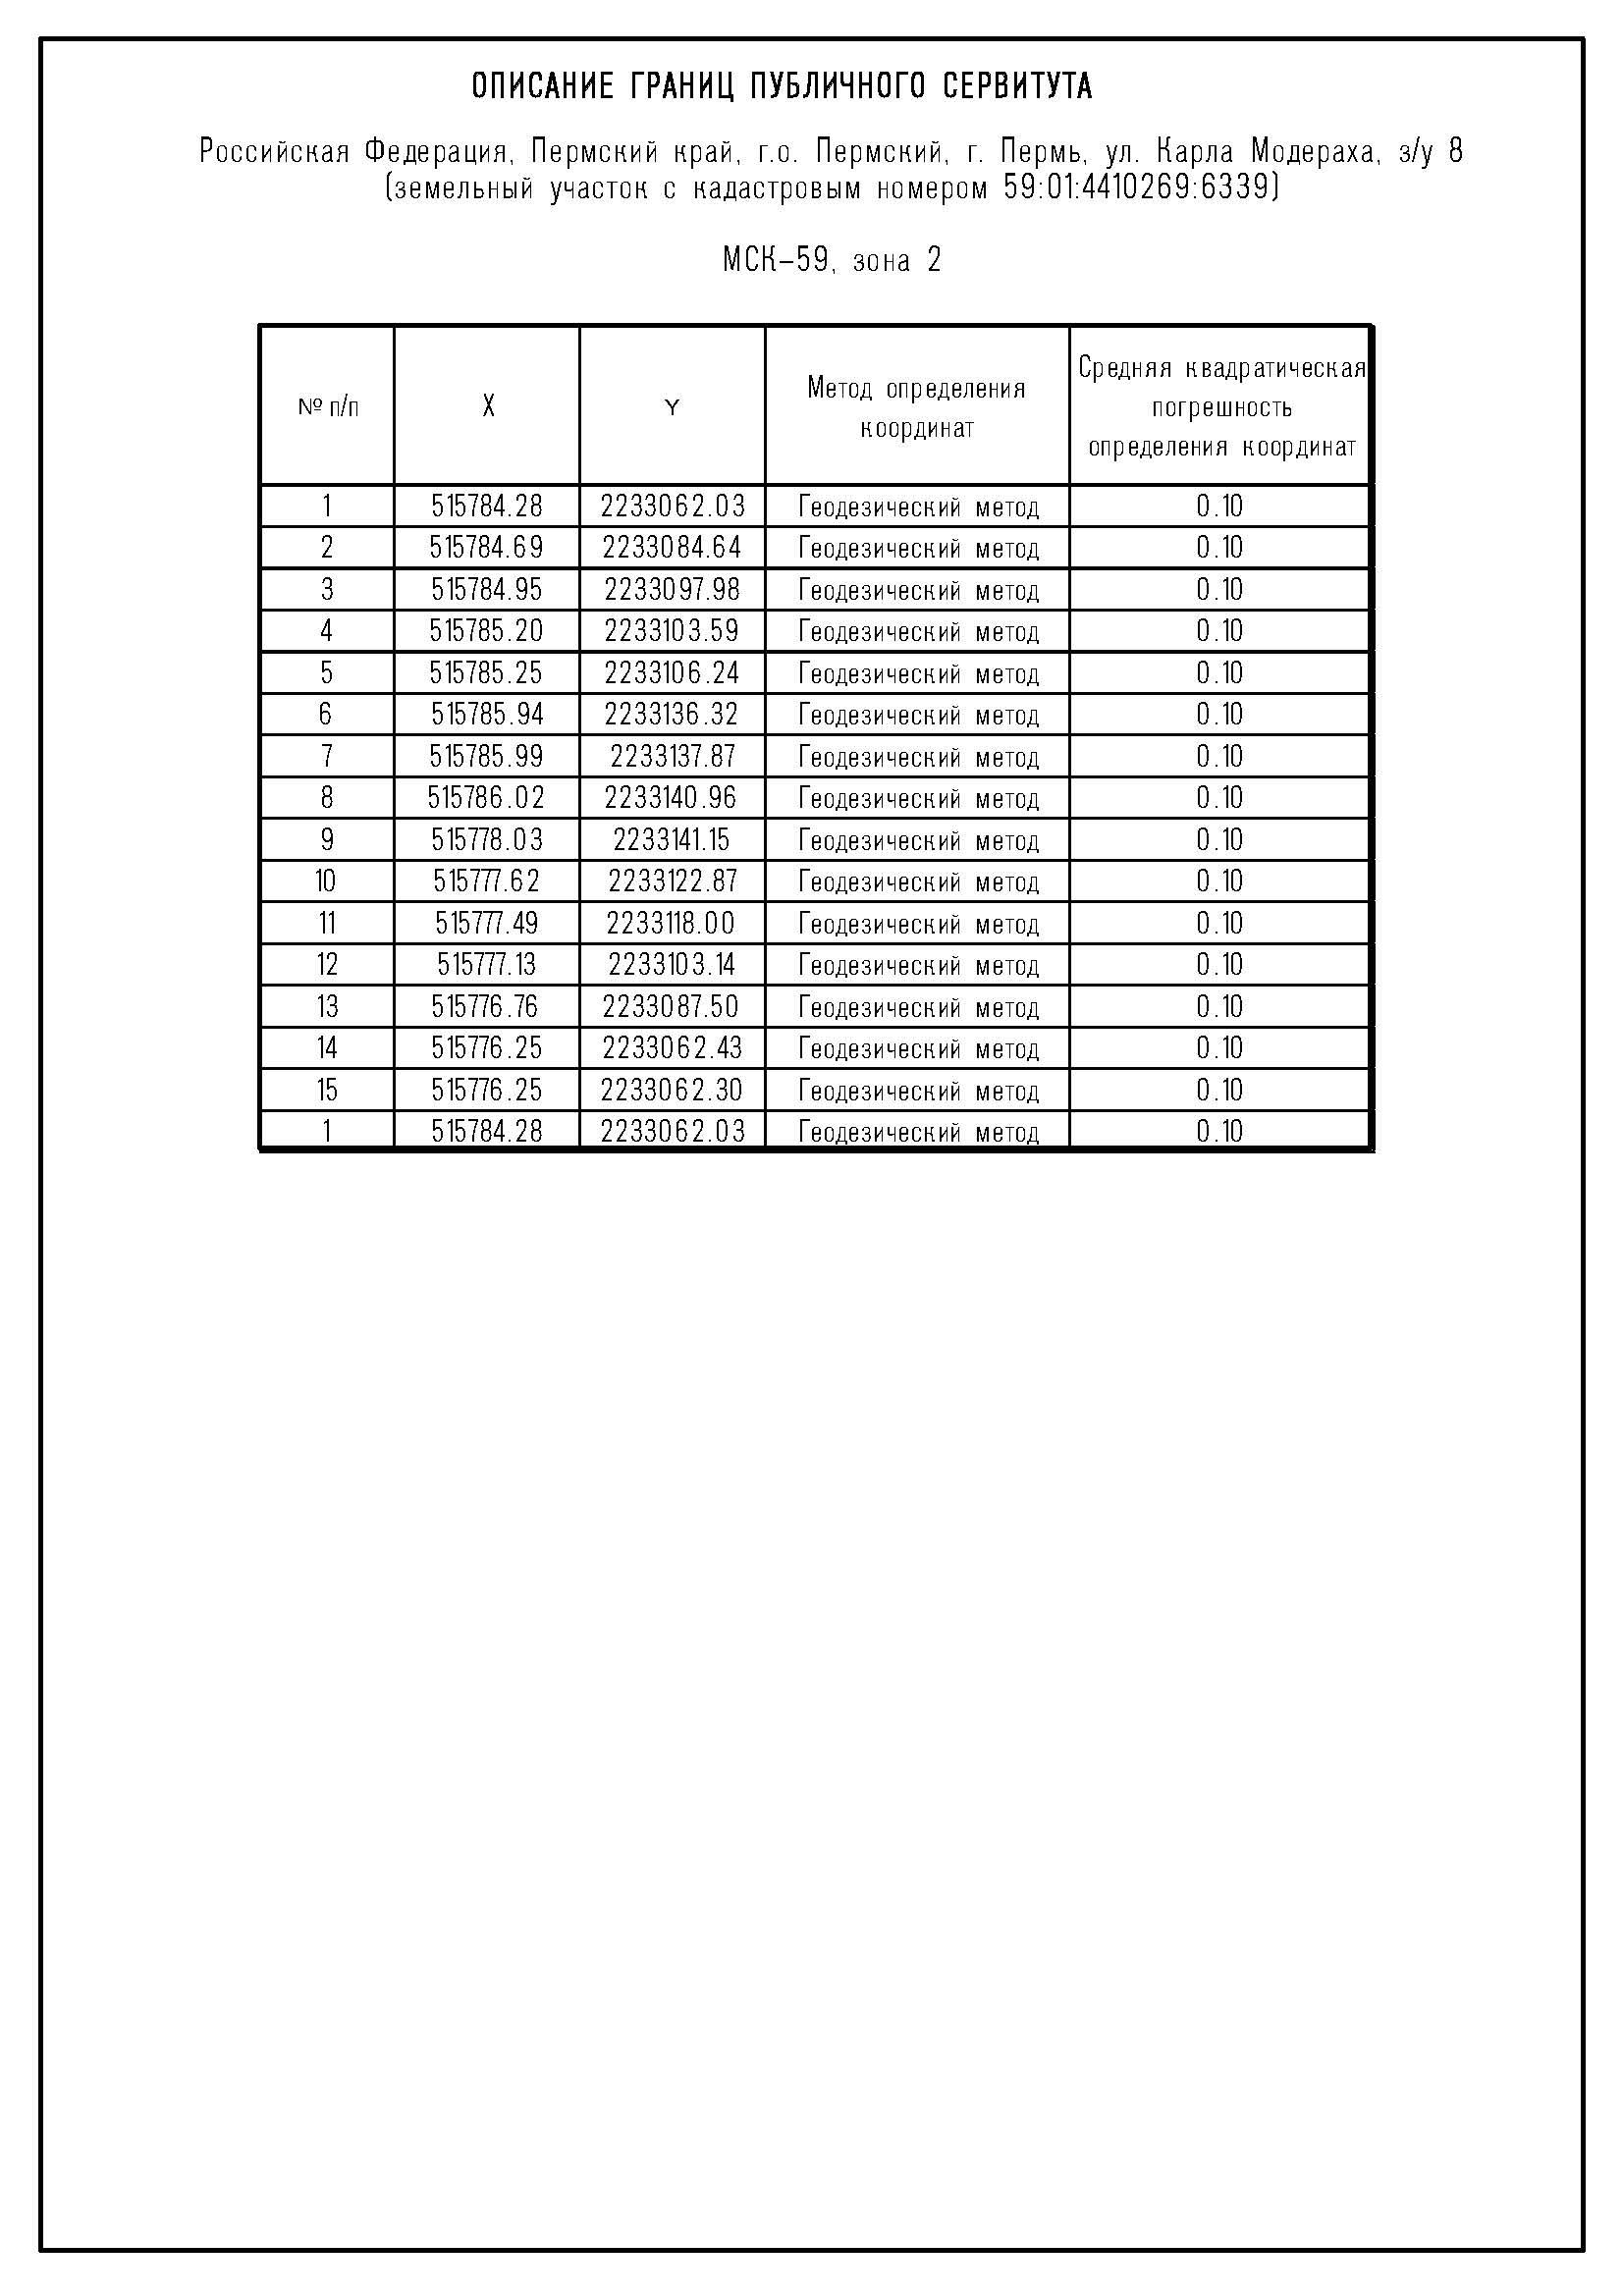 ОПИСАНИЕ ГРАНИЦ ПУБЛИЧНОГО СЕРВИТУТА
Российская Федерация, Пермский край, г.о. Пермский, г. Пермь, ул. Карла Модераха, з/у 8
(земельный участок с кадастровым номером 59:01:4410269:6339)
МСК-59, зона 2
№ п/п X Y Метод определения координат Средняя квадратическая погрешность определения координат
1 515784.28 2233062.03 Геодезический метод 0.10
2 515784.69 2233084.64 Геодезический метод 0.10
3 515784.95 2233097.98 Геодезический метод 0.10
4 515785.20 2233103.59 Геодезический метод 0.10
5 515785.25 2233106.24 Геодезический метод 0.10
6 515785.94 2233136.32 Геодезический метод 0.10
7 515785.99 2233137.87 Геодезический метод 0.10
8 515786.02 2233140.96 Геодезический метод 0.10
9 515778.03 2233141.15 Геодезический метод 0.10
10 515777.62 2233122.87 Геодезический метод 0.10
11 515777.49 2233118.00 Геодезический метод 0.10
12 515777.13 2233103.14 Геодезический метод 0.10
13 515776.76 2233087.50 Геодезический метод 0.10
14 515776.25 2233062.43 Геодезический метод 0.10
15 515776.25 2233062.30 Геодезический метод 0.10
1 515784.28 2233062.03 Геодезический метод 0.10